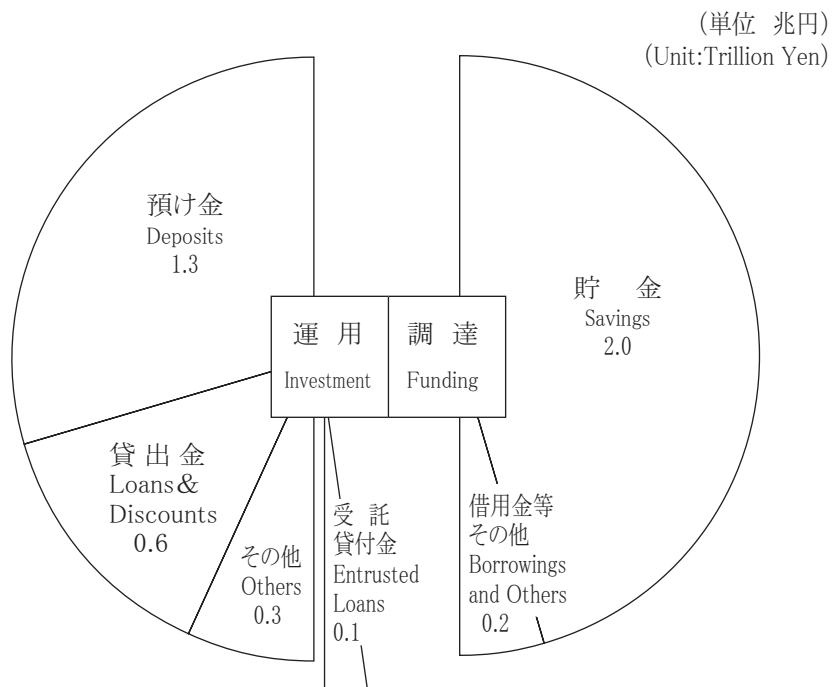 (単位 兆円)
(Unit:Trillion Yen)
預け金
Deposits
1.3
貸出金
Loans&
Discounts
0.6
その他
Others
0.3
運用
Investment
調達
Funding
受託
貸付金
Entrusted
Loans
0.1
貯金
Savings
2.0
借用金等
その他
Borrowings
and Others
0.2